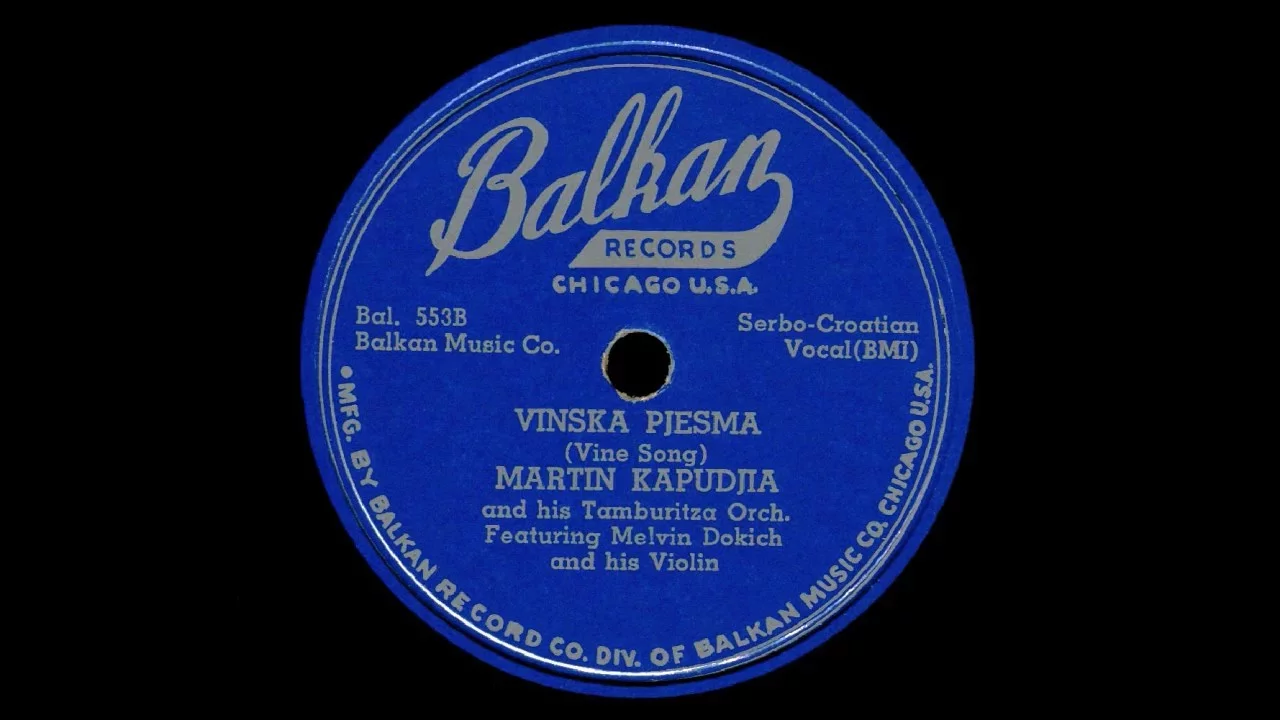 Balkan
RECORDS
CHICAGO U.S.A.
Bal. 553B
Balkan Music Co.
Serbo-Croatian
Vocal(BMI)
VINSKA PJESMA
(Vine Song)
MARTIN KAPUDJIA
and his Tamburitza Orch.
Featuring Melvin Dokich
and his Violin
•MFG. BY BALKAN RECORD CO. DIV. OF BALKAN MUSIC CO. CHICAGO U.S.A.